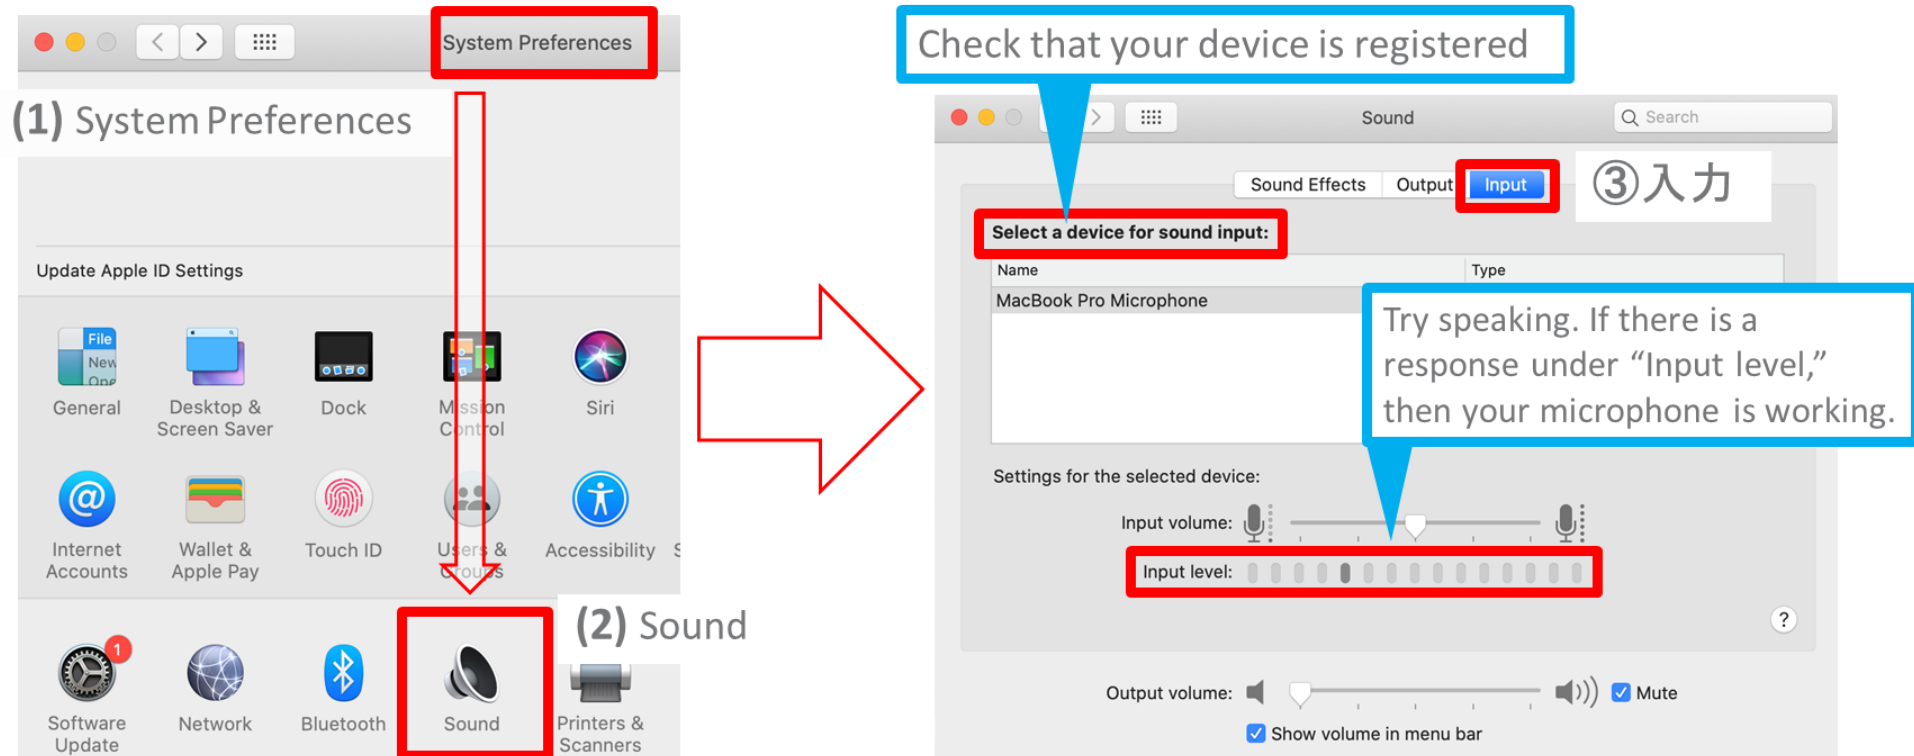 System Preferences
(1) System Preferences
Update Apple ID Settings
File
New
General
Desktop &
Screen Saver
Dock
Mission
Control
Siri
Internet
Accounts
Wallet &
Apple Pay
Touch ID
Users &
Groups
Accessibility
1
Software
Update
Network
Bluetooth
Sound
Printers &
Scanners
(2) Sound
Check that your device is registered
Sound
Search
Sound Effects
Output
Input
③入力
Select a device for sound input:
Name
Type
MacBook Pro Microphone
Try speaking. If there is a
response under “Input level,”
then your microphone is working.
Settings for the selected device:
Input volume:
Input level:
?
Output volume:
Mute
Show volume in menu bar